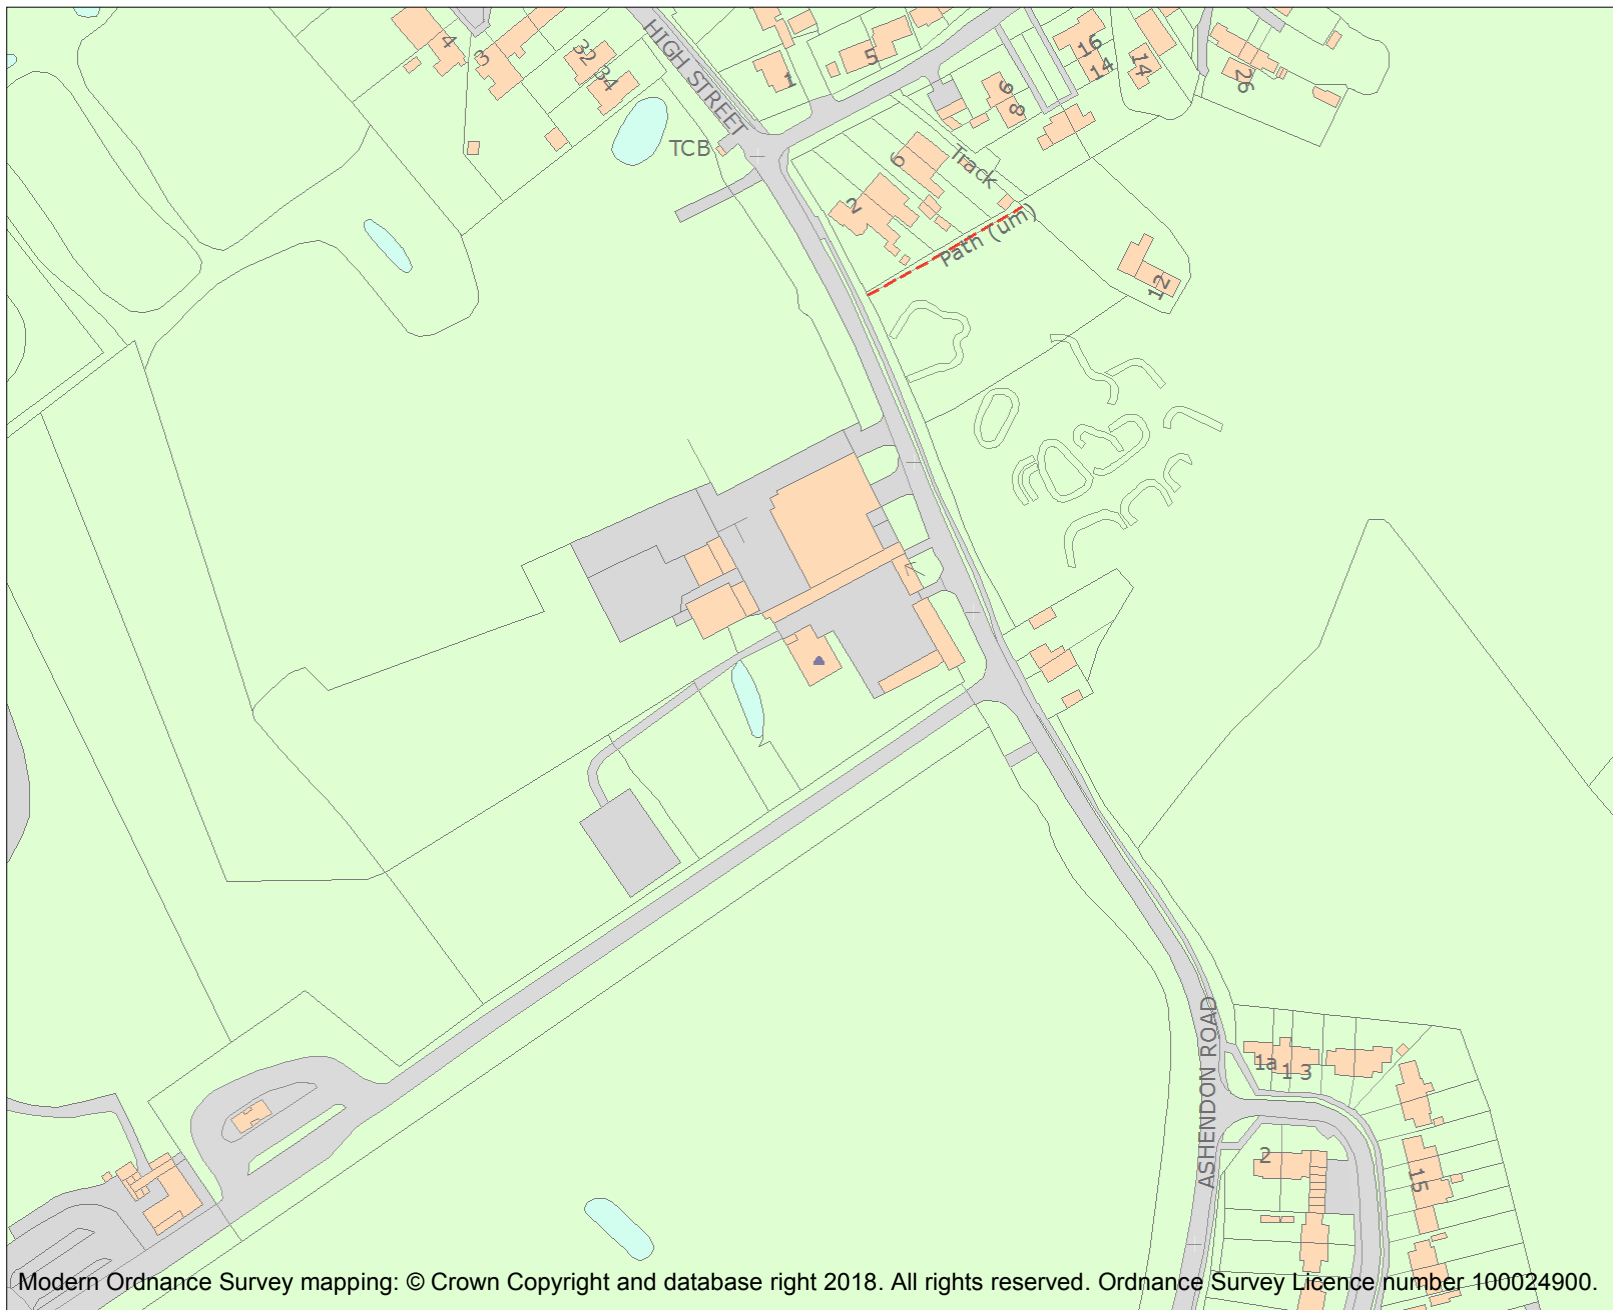 4
3
32
34
HIGH STREET
1
5
16
14
14
26
6
8
TCB
6
Track
2
Path (um)
12
ASHENDON ROAD
1a
1
3
2
15
Modern Ordnance Survey mapping: © Crown Copyright and database right 2018. All rights reserved. Ordnance Survey Licence number 100024900.